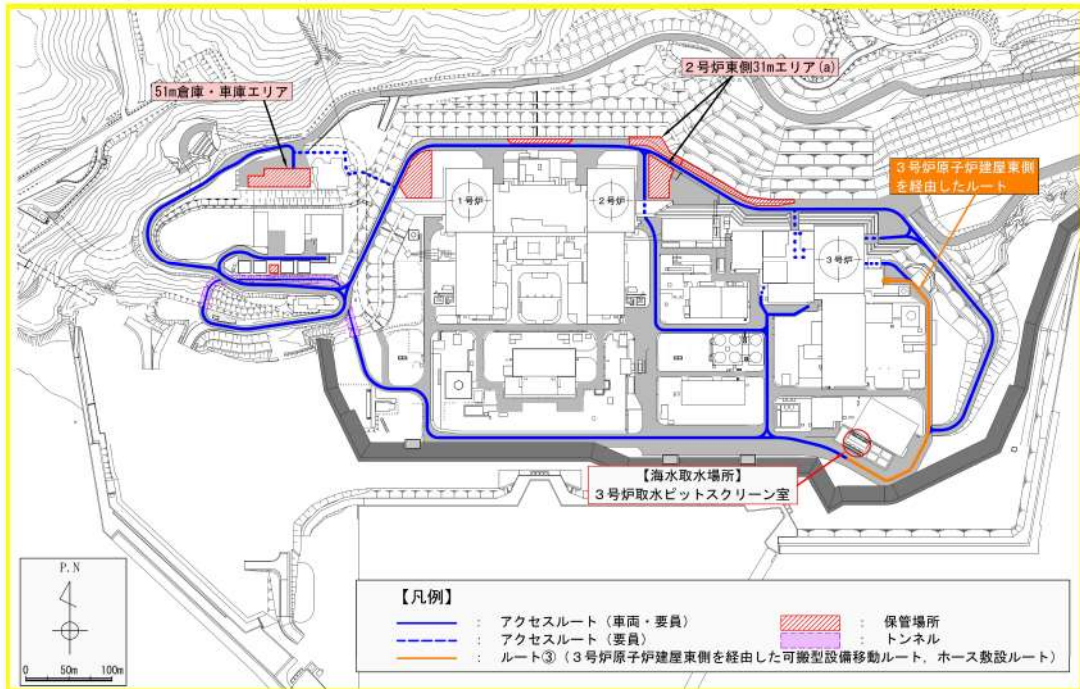 51m倉庫・車庫エリア
2号炉東側31mエリア(a)
3号炉原子炉建屋東側
を経由したルート
1号炉
2号炉
3号炉
【海水取水場所】
3号炉取水ピットスクリーン室
P.N
0 50m 100m
【凡例】
: アクセスルート（車両・要員）
: 保管場所
: アクセスルート（要員）
: トンネル
: ルート③（3号炉原子炉建屋東側を経由した可搬型設備移動ルート，ホース敷設ルート）